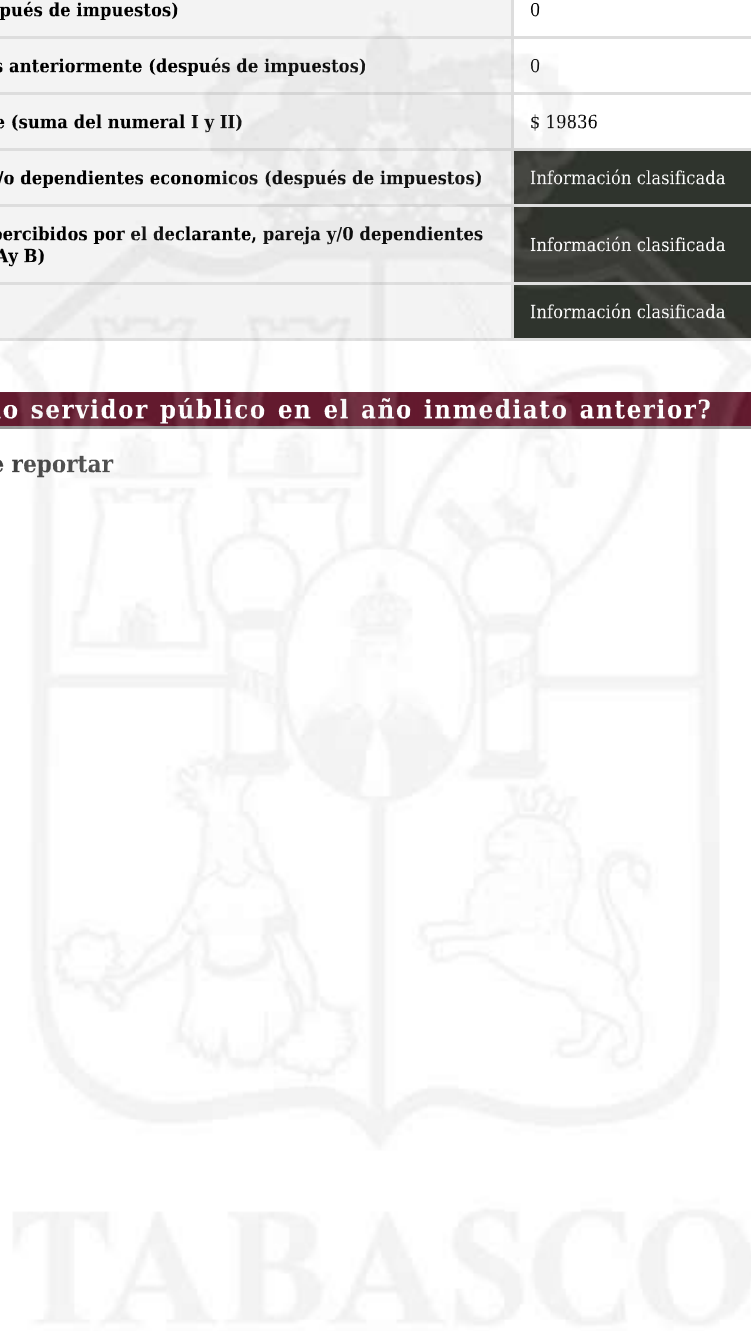 pués de impuestos)
0
s anteriormente (después de impuestos)
0
e (suma del numeral I y II)
$ 19836
/o dependientes economicos (después de impuestos)
Información clasificada
percibidos por el declarante, pareja y/0 dependientes
Ay B)
Información clasificada
Información clasificada
o servidor público en el año inmediato anterior?
e reportar
TABASCO